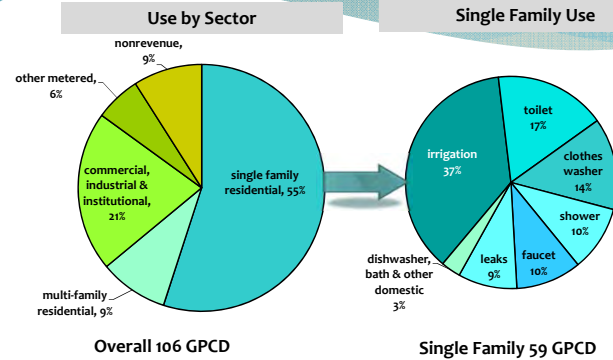 Use by Sector
nonrevenue,
9%
other metered,
6%
commercial,
industrial &
institutional,
21%
single family
residential, 55%
multi-family
residential, 9%
Overall 106 GPCD
Single Family Use
toilet
17%
irrigation
37%
clothes
washer
14%
shower
10%
faucet
10%
leaks
9%
dishwasher,
bath & other
domestic
3%
Single Family 59 GPCD